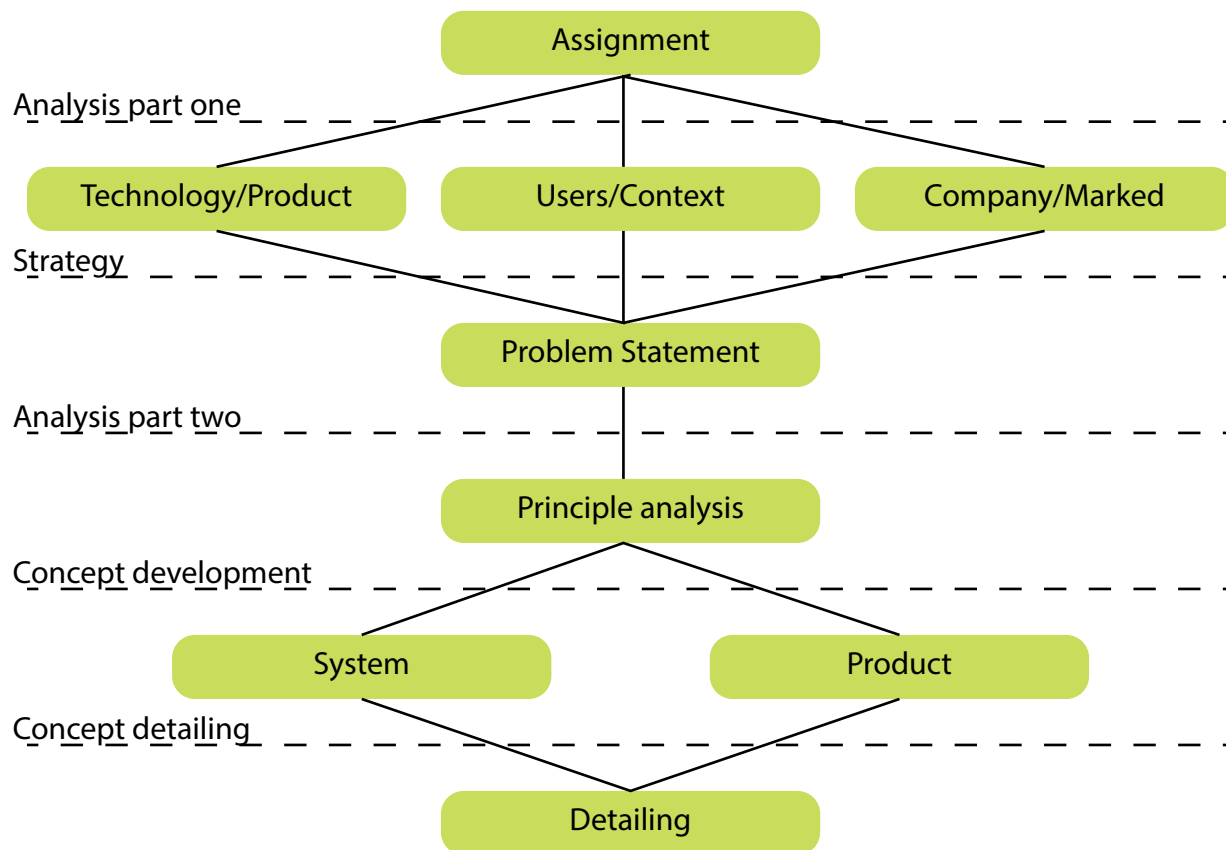 Assignment
Analysis part one
Technology/Product
Users/Context
Company/Marked
Strategy
Problem Statement
Analysis part two
Principle analysis
Concept development
System
Product
Concept detailing
Detailing